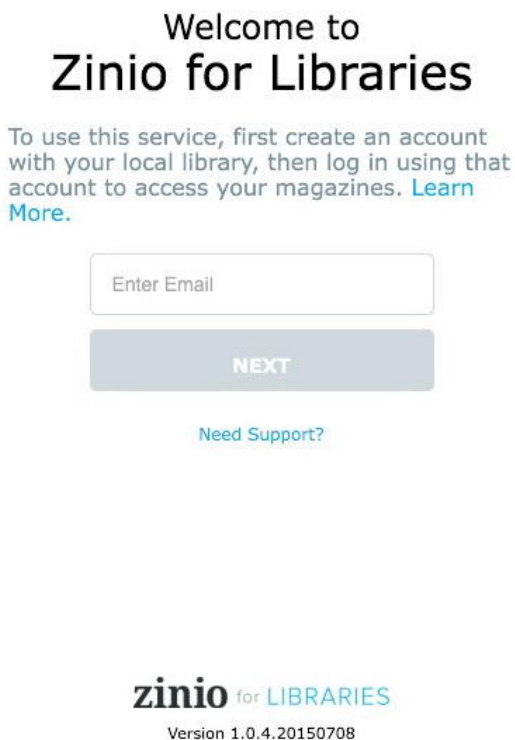 Welcome to
Zinio for Libraries
To use this service, first create an account
with your local library, then log in using that
account to access your magazines. Learn
More.
Enter Email
NEXT
Need Support?
zinio for LIBRARIES
Version 1.0.4.20150708